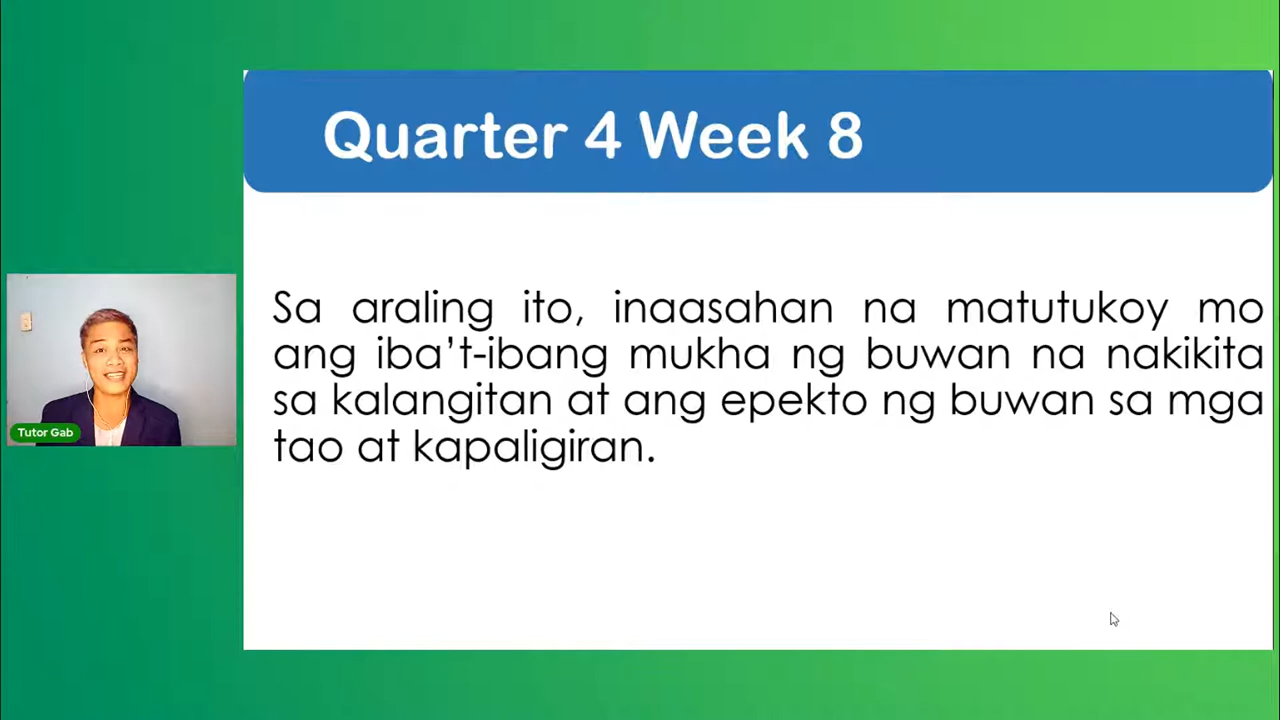 Quarter 4 Week 8
Sa araling ito, inaasahan na matutukoy mo
ang iba't-ibang mukha ng buwan na nakikita
sa kalangitan at ang epekto ng buwan sa mga
tao at kapaligiran.
Tutor Gab